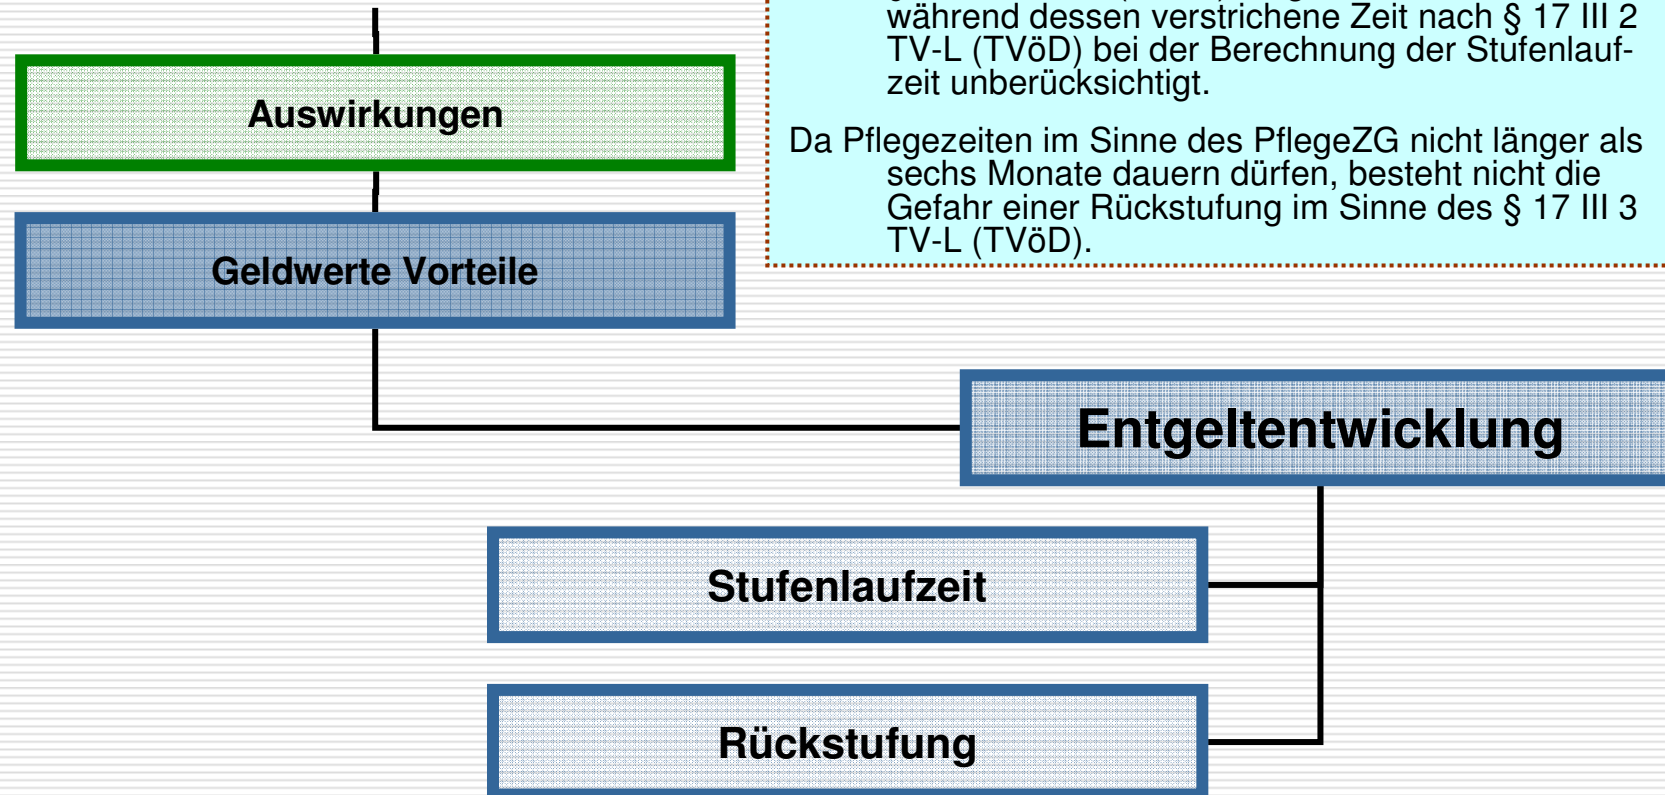 während dessen verstrichene Zeit nach § 17 III 2
TV-L (TVöD) bei der Berechnung der Stufenlauf-
zeit unberücksichtigt.
Da Pflegezeiten im Sinne des PflegeZG nicht länger als
sechs Monate dauern dürfen, besteht nicht die
Gefahr einer Rückstufung im Sinne des § 17 III 3
TV-L (TVöD).
Auswirkungen
Geldwerte Vorteile
Entgeltentwicklung
Stufenlaufzeit
Rückstufung